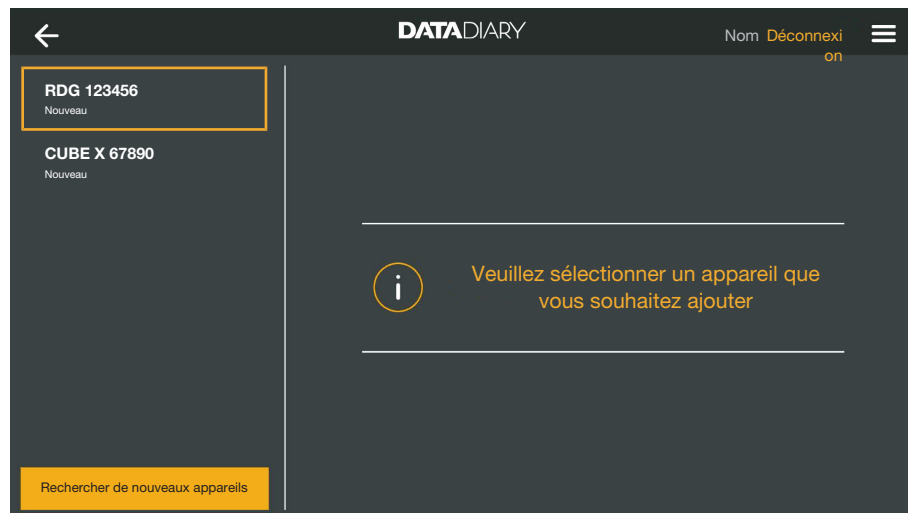 DATADIARY
Nom Déconnexi
on
RDG 123456
Nouveau
CUBE X 67890
Nouveau
i
Veuillez sélectionner un appareil que
vous souhaitez ajouter
Rechercher de nouveaux appareils